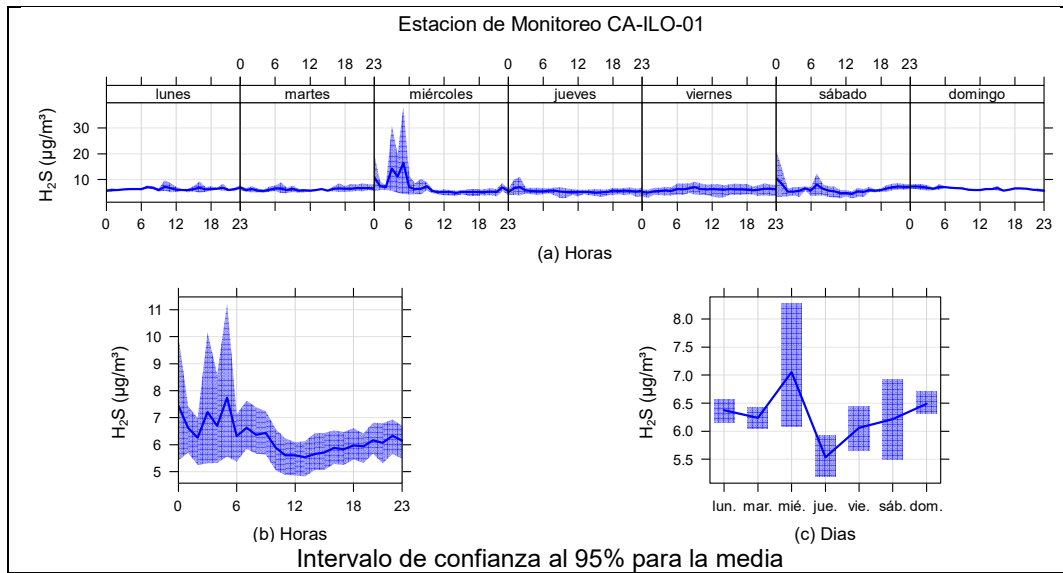 Estacion de Monitoreo CA-ILO-01
0 6 12 18 23 0 6 12 18 23
lunes martes miércoles jueves viernes sábado domingo
H₂S (µg/m³)
30
20
10
0 6 12 18 23 0 6 12 18 23 0 6 12 18 23 0 6 12 18 23
(a) Horas
H₂S (µg/m³)
11
10
9
8
7
6
5
0 6 12 18 23
(b) Horas
H₂S (µg/m³)
8.0
7.5
7.0
6.5
6.0
5.5
lun. mar. mié. jue. vie. sáb. dom.
(c) Dias
Intervalo de confianza al 95% para la media